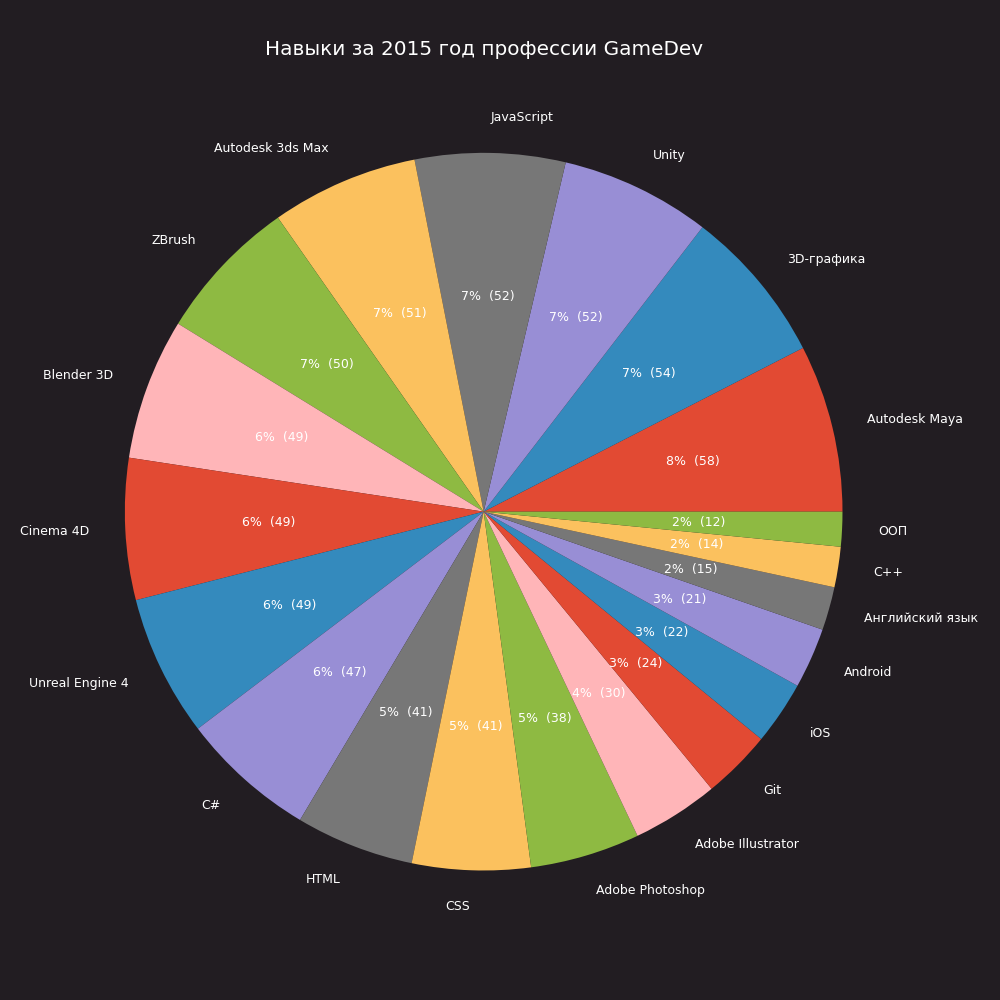 Навыки за 2015 год профессии GameDev
Autodesk Maya
8%  (58)
3D-графика
7%  (54)
Unity
7%  (52)
JavaScript
7%  (52)
Autodesk 3ds Max
7%  (51)
ZBrush
7%  (50)
Blender 3D
6%  (49)
Cinema 4D
6%  (49)
Unreal Engine 4
6%  (49)
C#
6%  (47)
HTML
5%  (41)
CSS
5%  (41)
Adobe Photoshop
5%  (38)
Adobe Illustrator
4%  (30)
Git
3%  (24)
iOS
3%  (22)
Android
3%  (21)
Английский язык
2%  (15)
C++
2%  (14)
ООП
2%  (12)